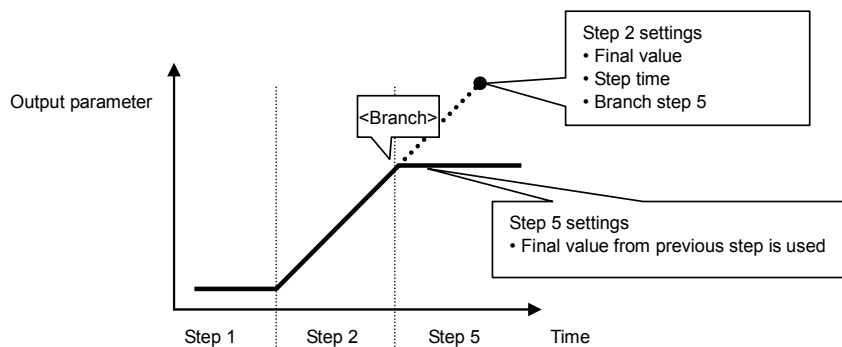 Step 2 settings
• Final value
• Step time
• Branch step 5
Output parameter
<Branch>
Step 5 settings
• Final value from previous step is used
Step 1
Step 2
Step 5
Time